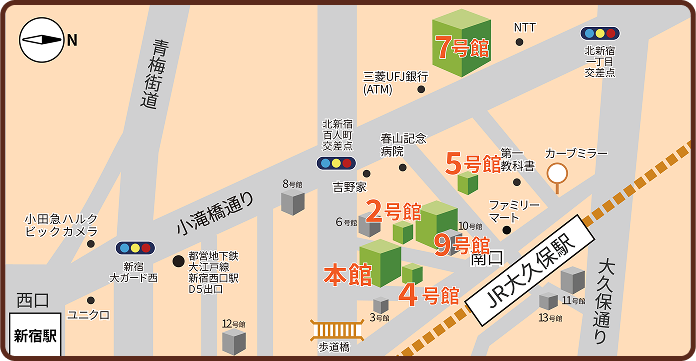 N
青梅街道
7号館
NTT
北新宿
一丁目
交差点
三菱UFJ銀行
(ATM)
北新宿
百人町
交差点
春山記念
病院
5号館
第一
教科書
カーブミラー
吉野家
8号館
小滝橋通り
6号館
2号館
ファミリー
マート
10号館
9号館
南口
小田急ハルク
ビックカメラ
新宿
大ガード西
都営地下鉄
大江戸線
新宿西口駅
D5出口
本館
4号館
JR大久保駅
大久保通り
11号館
13号館
西口
新宿駅
ユニクロ
12号館
3号館
歩道橋